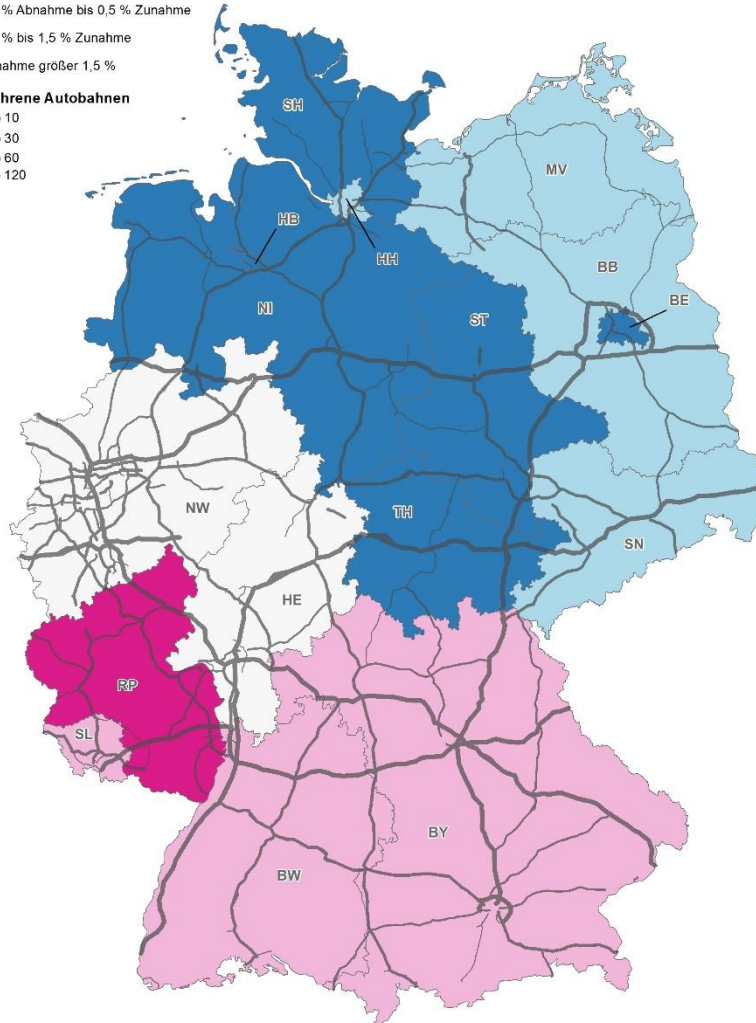 % Abnahme bis 0,5 % Zunahme
% bis 1,5 % Zunahme
nahme größer 1,5 %
hrene Autobahnen
10
30
60
120
SH
MV
HB
HH
BB
BE
NI
ST
NW
TH
SN
HE
RP
SL
BY
BW